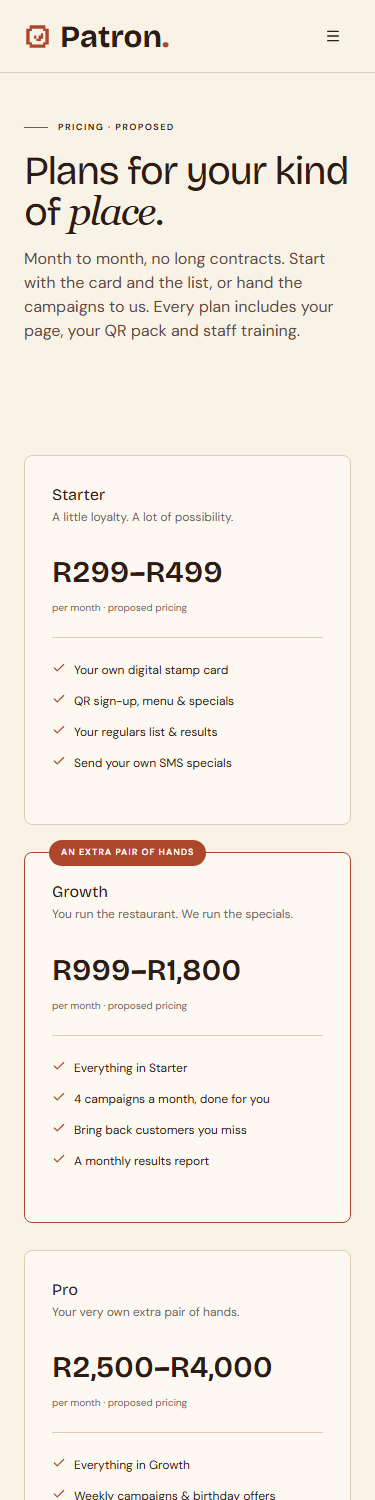 Patron.
PRICING · PROPOSED
Plans for your kind
of place.
Month to month, no long contracts. Start
with the card and the list, or hand the
campaigns to us. Every plan includes your
page, your QR pack and staff training.
Starter
A little loyalty. A lot of possibility.
R299–R499
per month · proposed pricing
Your own digital stamp card
QR sign-up, menu & specials
Your regulars list & results
Send your own SMS specials
AN EXTRA PAIR OF HANDS
Growth
You run the restaurant. We run the specials.
R999–R1,800
per month · proposed pricing
Everything in Starter
4 campaigns a month, done for you
Bring back customers you miss
A monthly results report
Pro
Your very own extra pair of hands.
R2,500–R4,000
per month · proposed pricing
Everything in Growth
Weekly campaigns & birthday offers